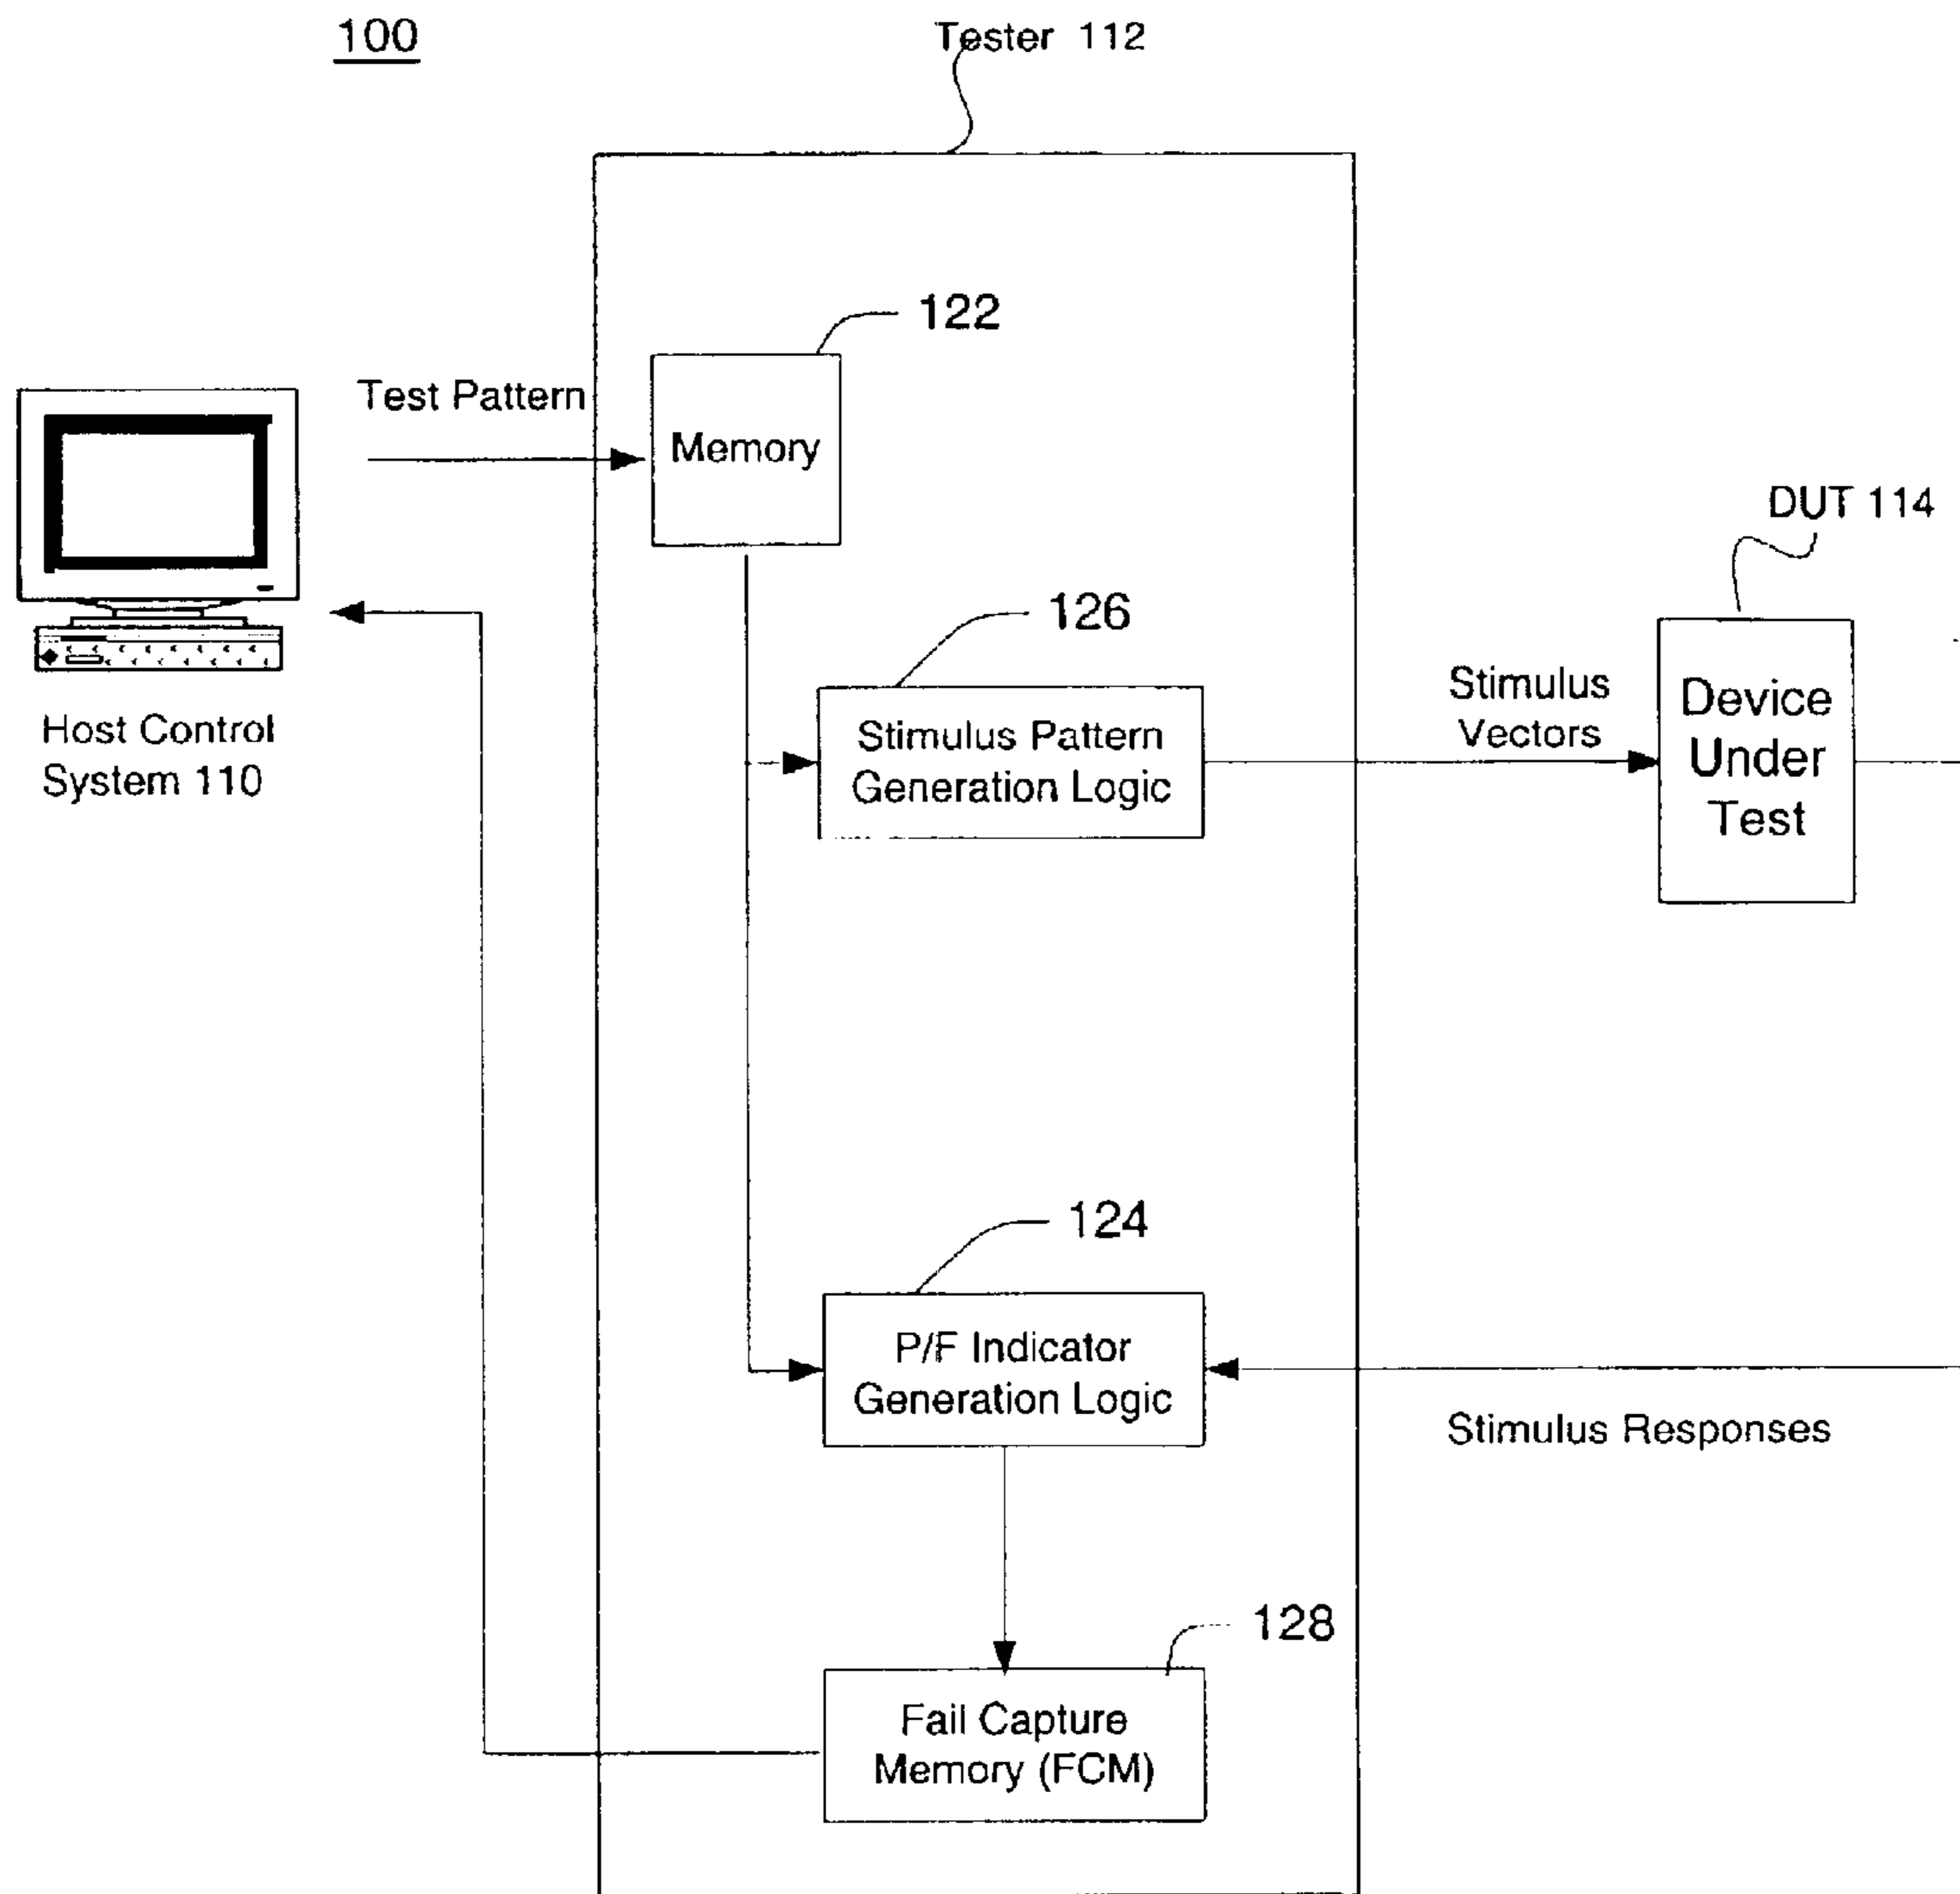 100
Tester 112
122
Test Pattern
Memory
DUT 114
126
Stimulus
Vectors
Device
Under
Test
Host Control
System 110
Stimulus Pattern
Generation Logic
124
P/F Indicator
Generation Logic
Stimulus Responses
128
Fail Capture
Memory (FCM)